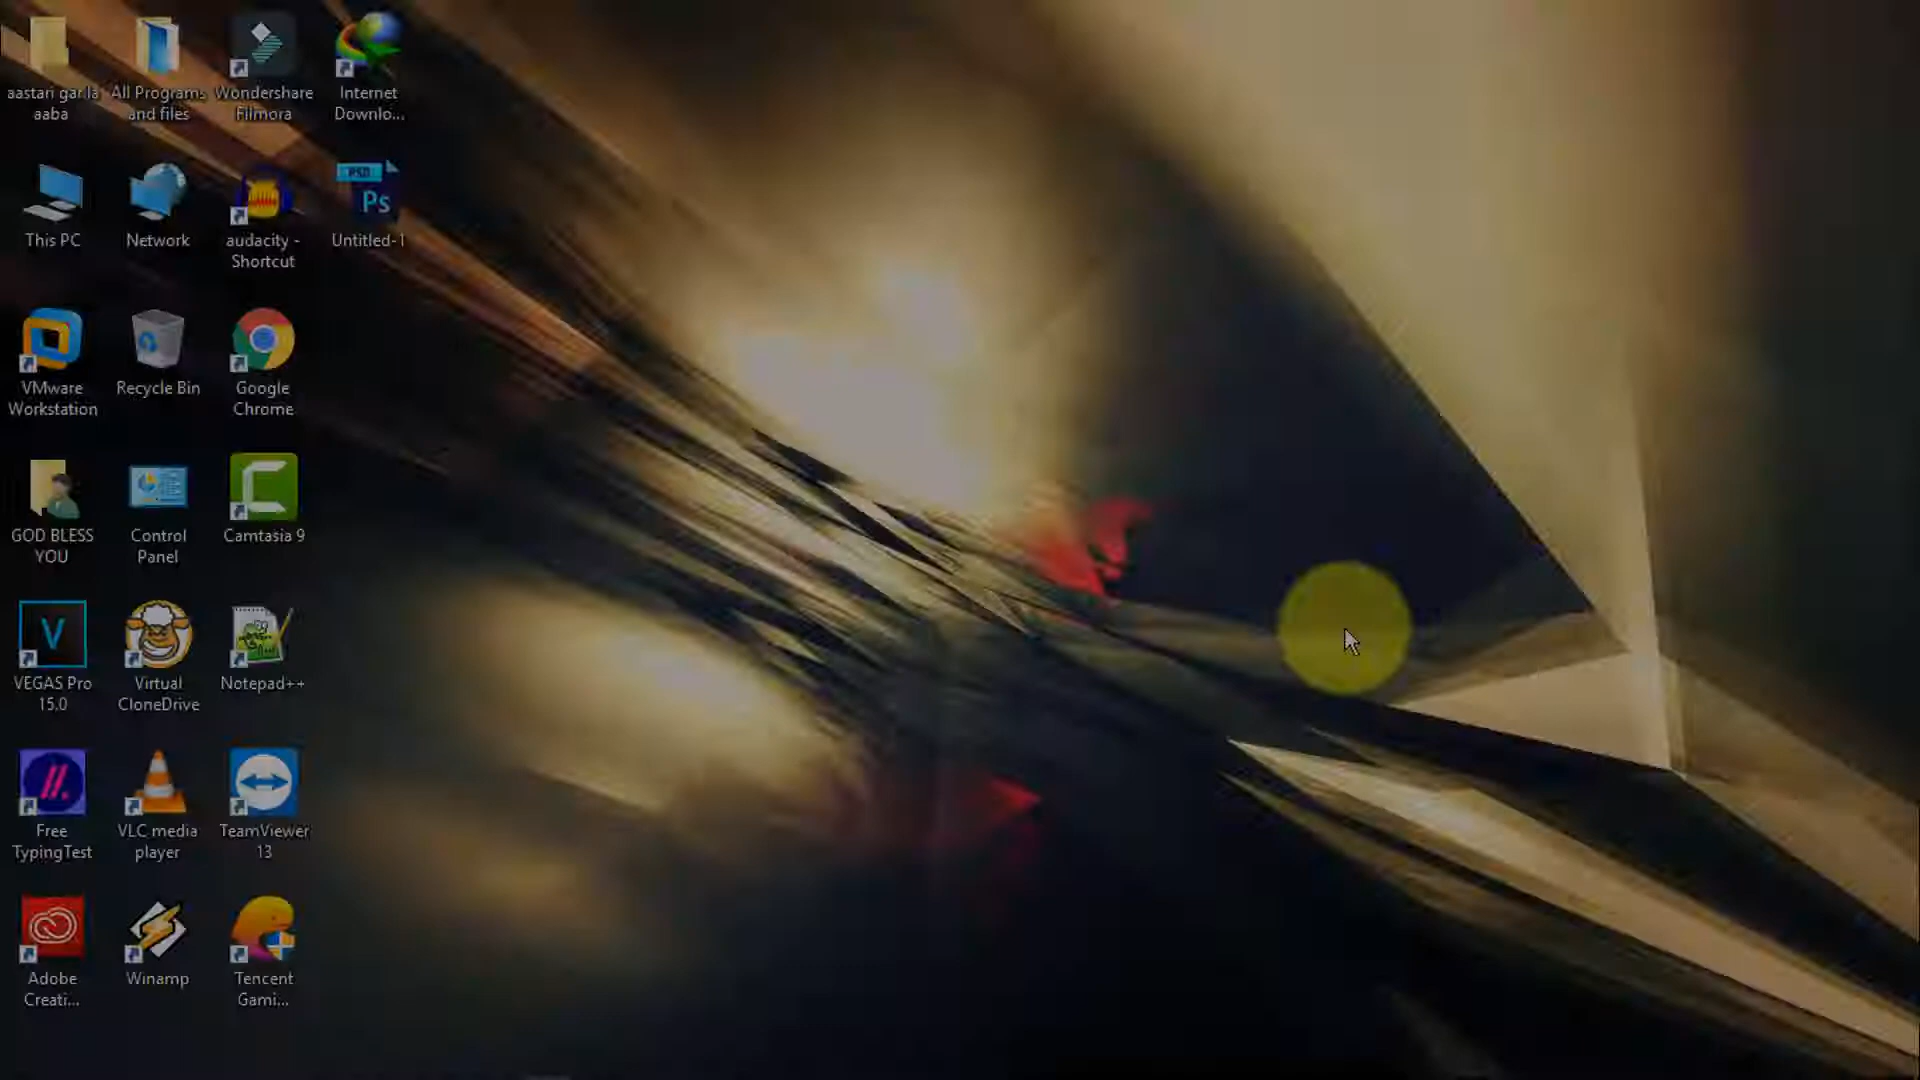 aastari gar la
aaba
All Programs
and files
Wondershare
Filmora
Internet
Downlo...
This PC
Network
audacity -
Shortcut
PSD
Ps
Untitled-1
VMware
Workstation
Recycle Bin
Google
Chrome
GOD BLESS
YOU
Control
Panel
Camtasia 9
V
VEGAS Pro
15.0
Virtual
CloneDrive
Notepad++
Free
TypingTest
VLC media
player
TeamViewer
13
Adobe
Creati...
Winamp
Tencent
Gami...